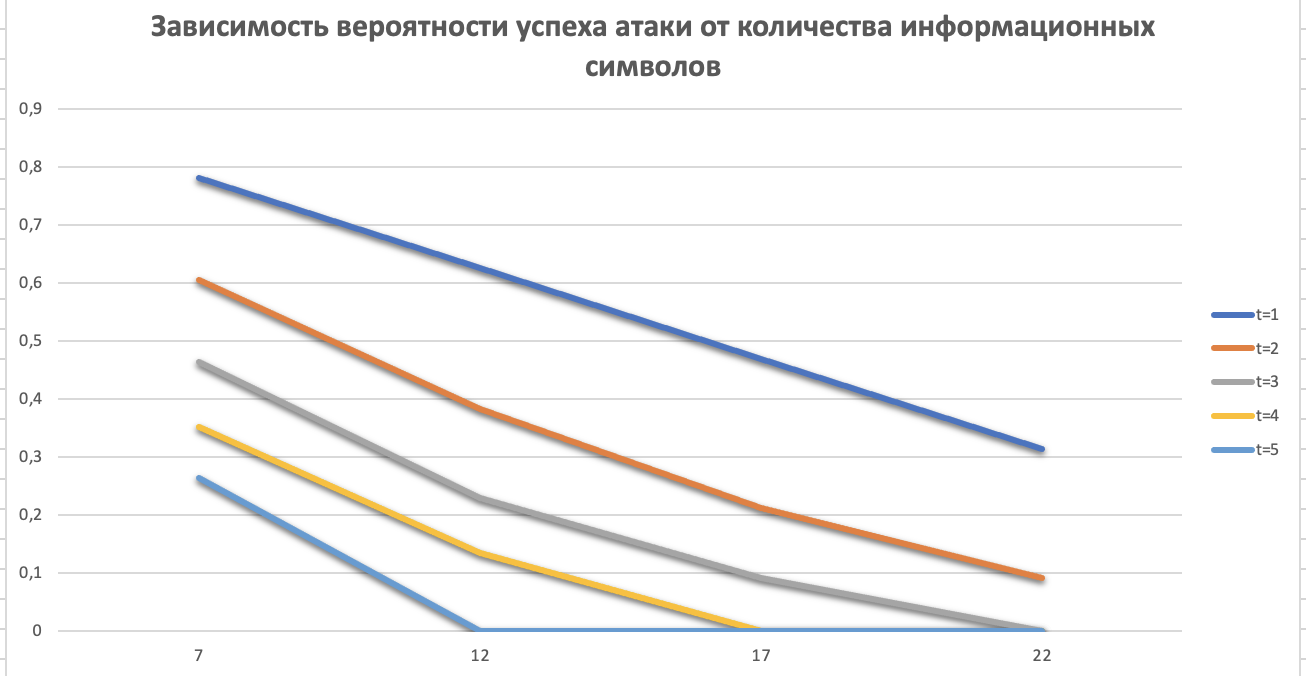 Зависимость вероятности успеха атаки от количества информационных
символов
0,9
0,8
0,7
0,6
0,5
0,4
0,3
0,2
0,1
0
7 12 17 22
t=1
t=2
t=3
t=4
t=5